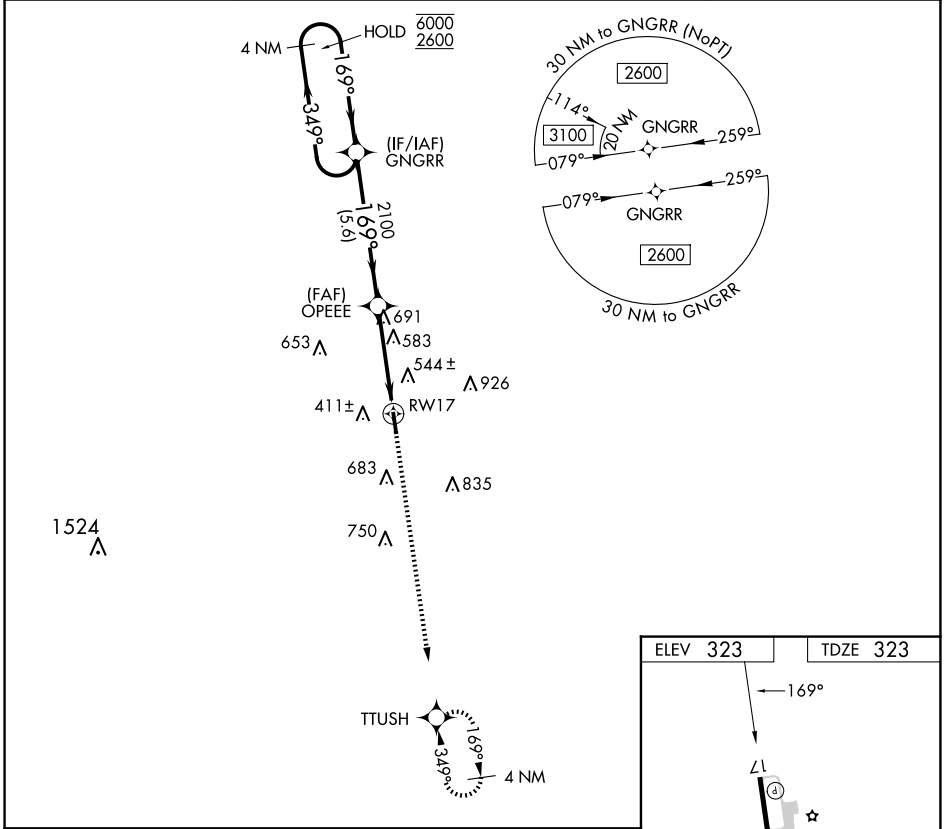 HOLD 6000
2600
4 NM
169°
349°
(IF/IAF)
GNGRR
2100
169°
(5.6)
(FAF)
OPEEE
691
583
653
544 ±
926
411±
RW17
683
835
750
1524
TTUSH
169°
349°
4 NM
30 NM to GNGRR (NoPT)
2600
114°
3100
20 NM
GNGRR
259°
079°
079°
259°
GNGRR
2600
30 NM to GNGRR
ELEV 323
TDZE 323
169°
17
P